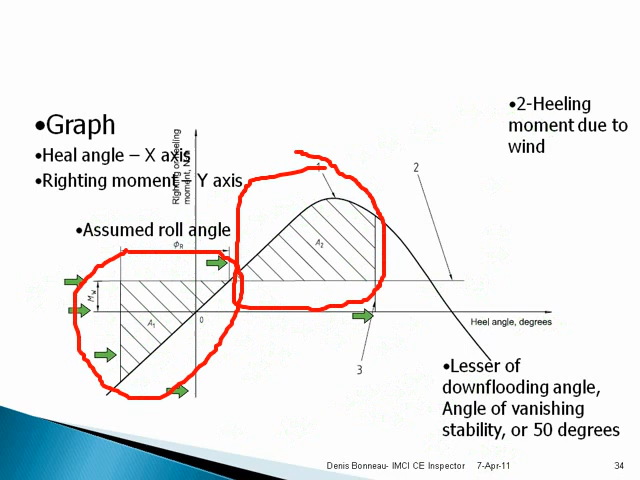 •2-Heeling
moment due to
wind
•Graph
•Heal angle – X axis
•Righting moment – Y axis
Righting or heeling
moment, N
•Assumed roll angle
ΦR
1
2
A2
MW
A1
0
Heel angle, degrees
3
•Lesser of
downflooding angle,
Angle of vanishing
stability, or 50 degrees
Denis Bonneau- IMCI CE Inspector 7-Apr-11 34